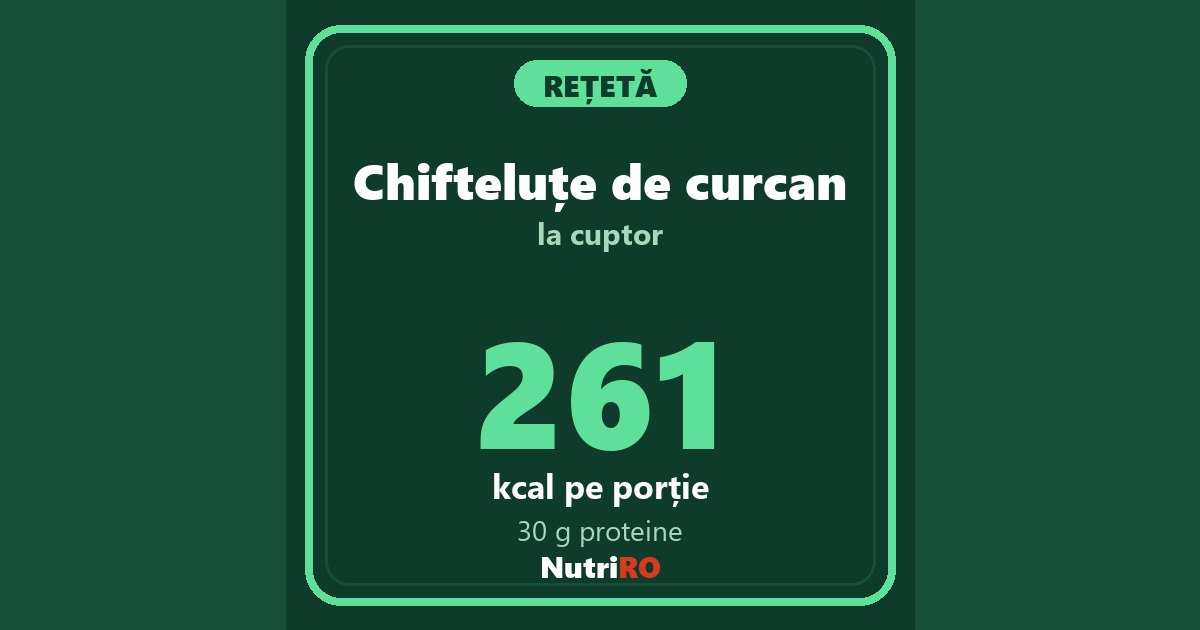 REȚETĂ
Chifteluțe de curcan
la cuptor
261
kcal pe porție
30 g proteine
NutriRO